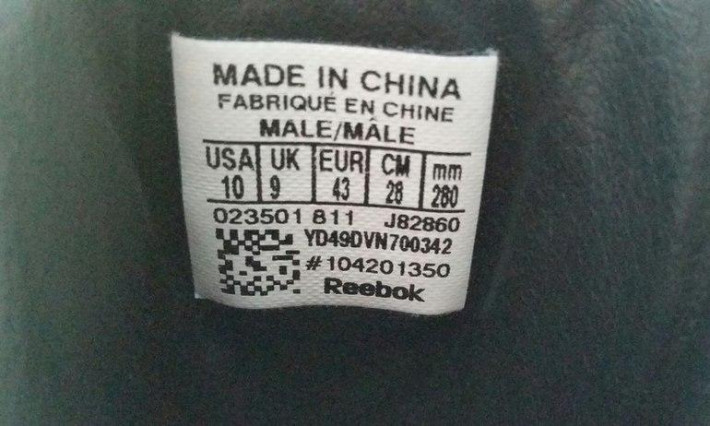 MADE IN CHINA
FABRIQUÉ EN CHINE
MALE/MÂLE
USA UK EUR CM mm
10 9 43 28 280
023501 811 J82860
YD49DVN700342
#104201350
Reebok